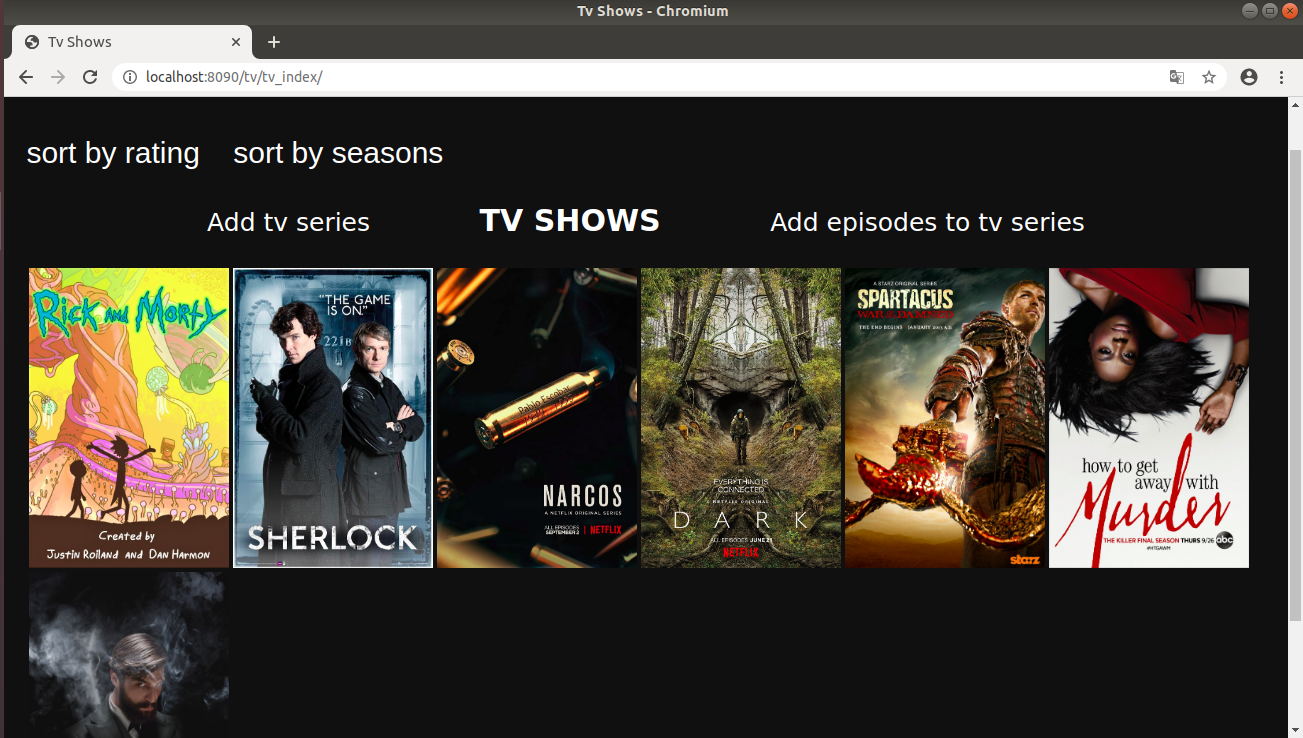 Tv Shows - Chromium
Tv Shows
localhost:8090/tv/tv_index/
sort by rating sort by seasons
Add tv series TV SHOWS Add episodes to tv series
Rick and Morty
Created by
Justin Roiland and Dan Harmon
"THE GAME
IS ON."
221B
SHERLOCK
Pablo Escobar
NARCOS
A NETFLIX ORIGINAL SERIES
ALL EPISODES
SEPTEMBER 2 | NETFLIX
EVERYTHING IS
CONNECTED
A NETFLIX ORIGINAL
DARK
ALL EPISODES JUNE 21
NETFLIX
A STARZ ORIGINAL SERIES
SPARTACUS
WAR OF THE DAMNED
THE END BEGINS JANUARY
starz
how to get
away with
Murder
THE KILLER FINAL SEASON THURS 9/26 abc
#HTGAWM